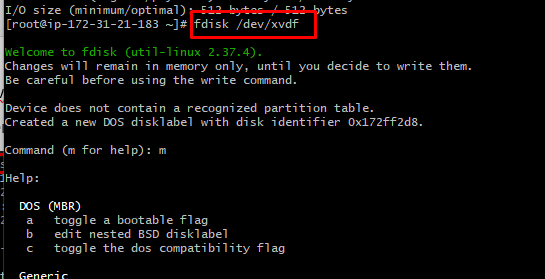 I/O size (minimum/optimal): 512 bytes / 512 bytes
[root@ip-172-31-21-183 ~]# fdisk /dev/xvdf
Welcome to fdisk (util-linux 2.37.4).
Changes will remain in memory only, until you decide to write them.
Be careful before using the write command.
Device does not contain a recognized partition table.
Created a new DOS disklabel with disk identifier 0x172ff2d8.
Command (m for help): m
Help:
DOS (MBR)
a toggle a bootable flag
b edit nested BSD disklabel
c toggle the dos compatibility flag
Generic